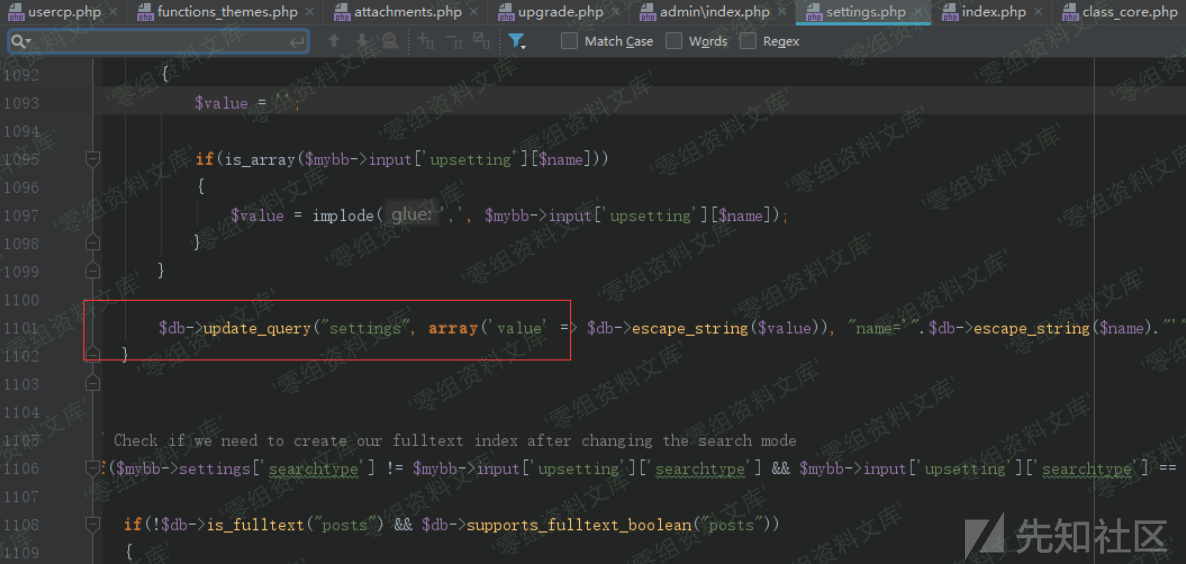 usercp.php × functions_themes.php × attachments.php × upgrade.php × admin\index.php × settings.php × index.php × class_core.php
Match Case Words Regex
1092 {
1093 $value = '';
1094
1095 if(is_array($mybb->input['upsetting'][$name]))
1096 {
1097 $value = implode( glue: ',', $mybb->input['upsetting'][$name]);
1098 }
1099 }
1100
1101 $db->update_query("settings", array('value' => $db->escape_string($value)), "name='".$db->escape_string($name)."'"
1102 }
1103
1104
1105 Check if we need to create our fulltext index after changing the search mode
1106 ($mybb->settings['searchtype'] != $mybb->input['upsetting']['searchtype'] && $mybb->input['upsetting']['searchtype'] ==
1107
1108 if(!$db->is_fulltext("posts") && $db->supports_fulltext_boolean("posts"))
1109 {
'零组资料文库'
先知社区